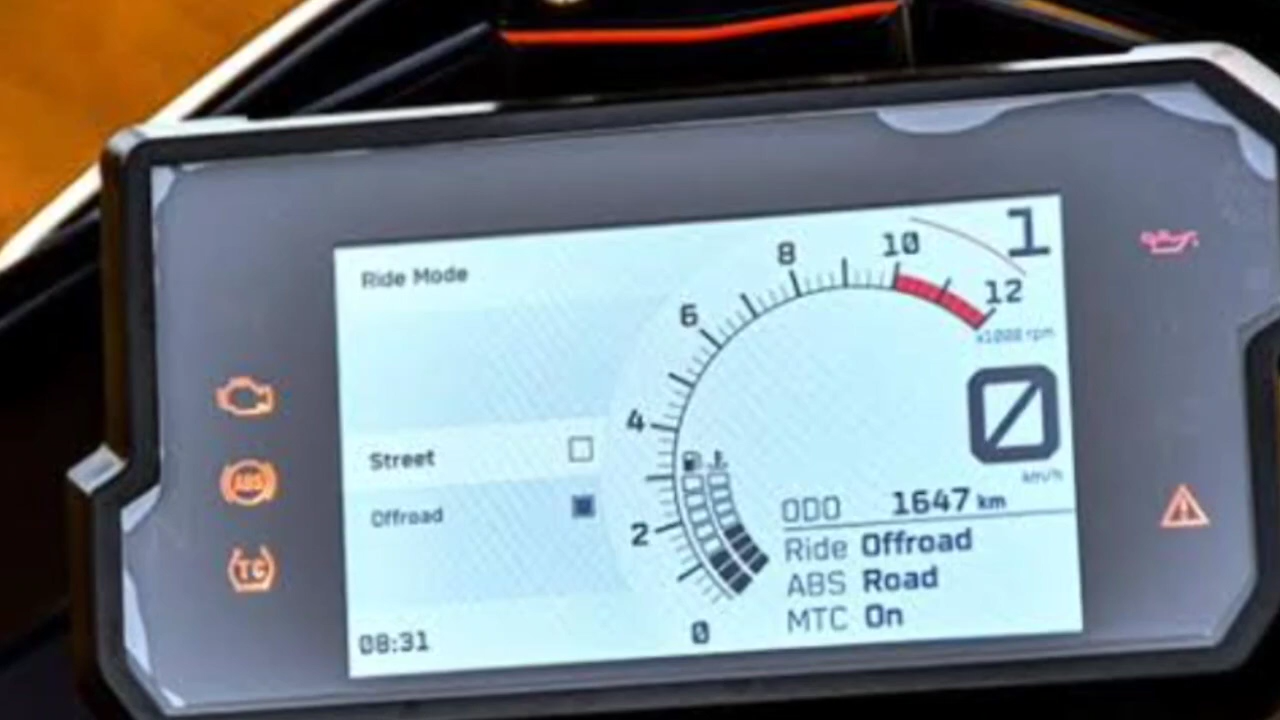 Ride Mode
1
8
10
12
x1000 rpm
6
4
2
0
Street
Offroad
0
km/h
ODO 1647 km
Ride Offroad
ABS Road
MTC On
08:31
ABS
TC